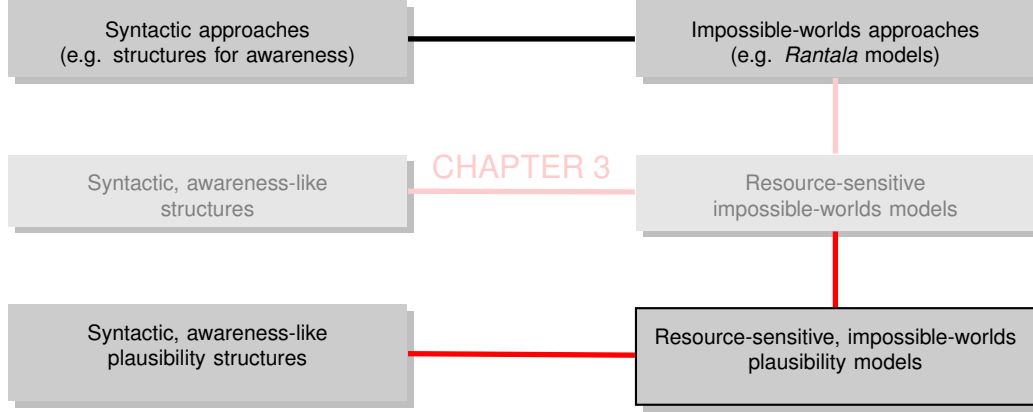 Syntactic approaches
(e.g. structures for awareness)
Impossible-worlds approaches
(e.g. Rantala models)
Syntactic, awareness-like
structures
CHAPTER 3
Resource-sensitive
impossible-worlds models
Syntactic, awareness-like
plausibility structures
Resource-sensitive, impossible-worlds
plausibility models